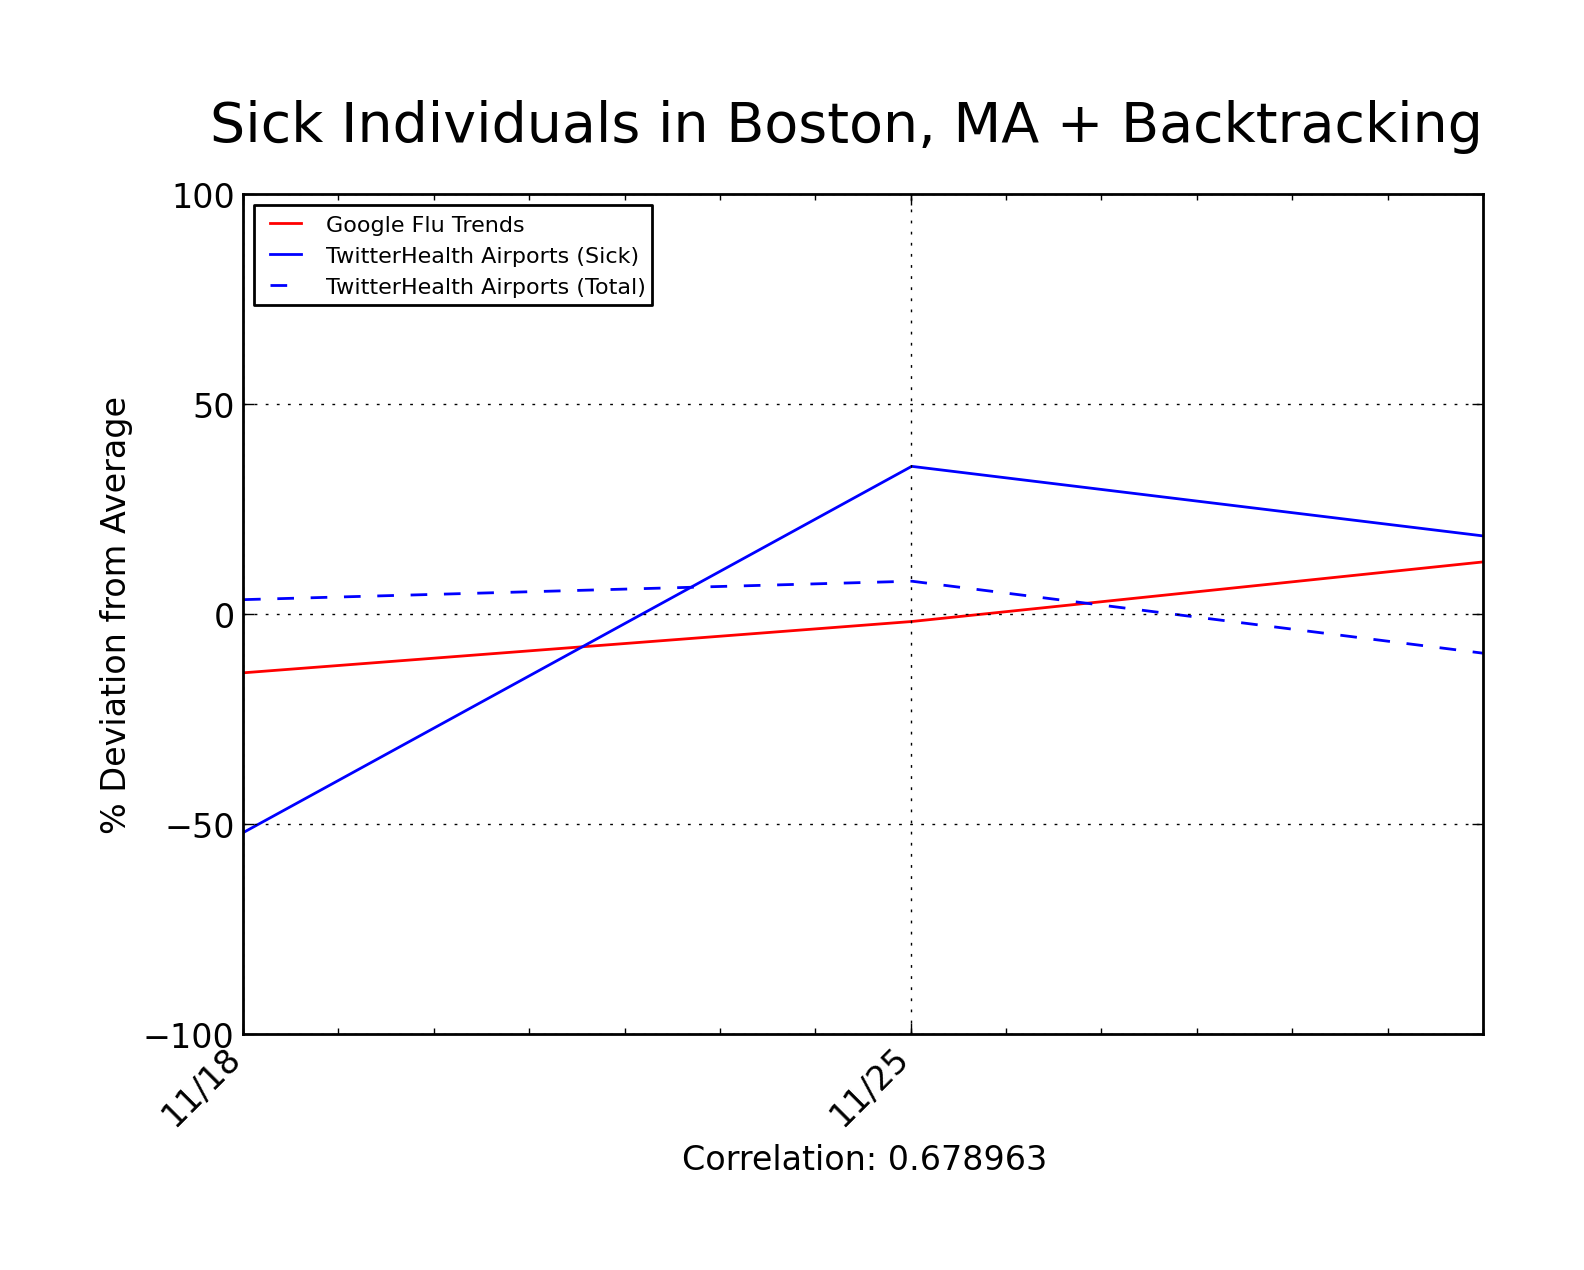 Sick Individuals in Boston, MA + Backtracking
100
Google Flu Trends
TwitterHealth Airports (Sick)
TwitterHealth Airports (Total)
50
% Deviation from Average
0
−50
−100
11/18
11/25
Correlation: 0.678963